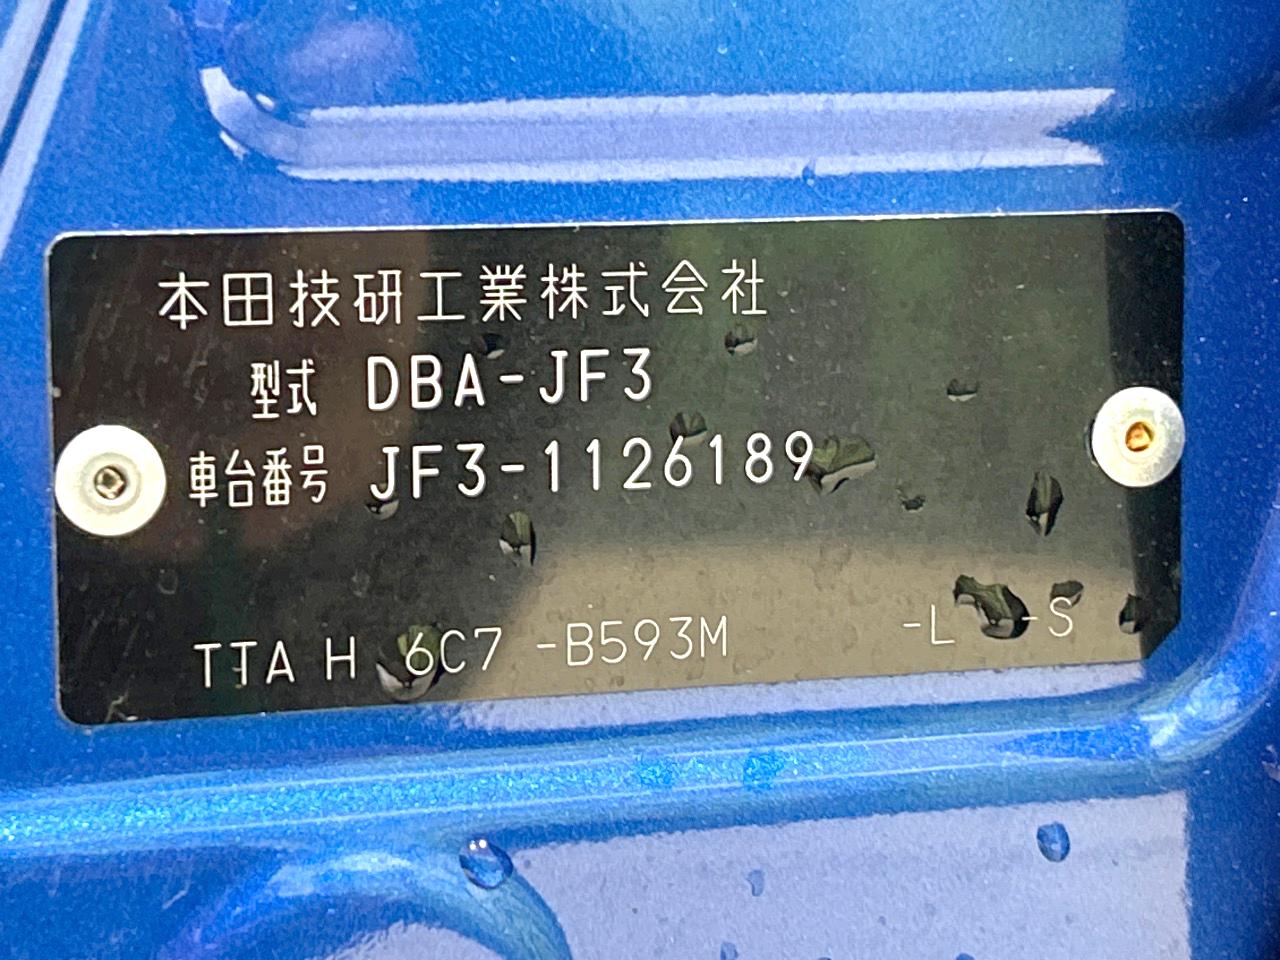 本田技研工業株式会社
型式 DBA-JF3
車台番号 JF3-1126189
TTA H 6C7 -B593M -L -S